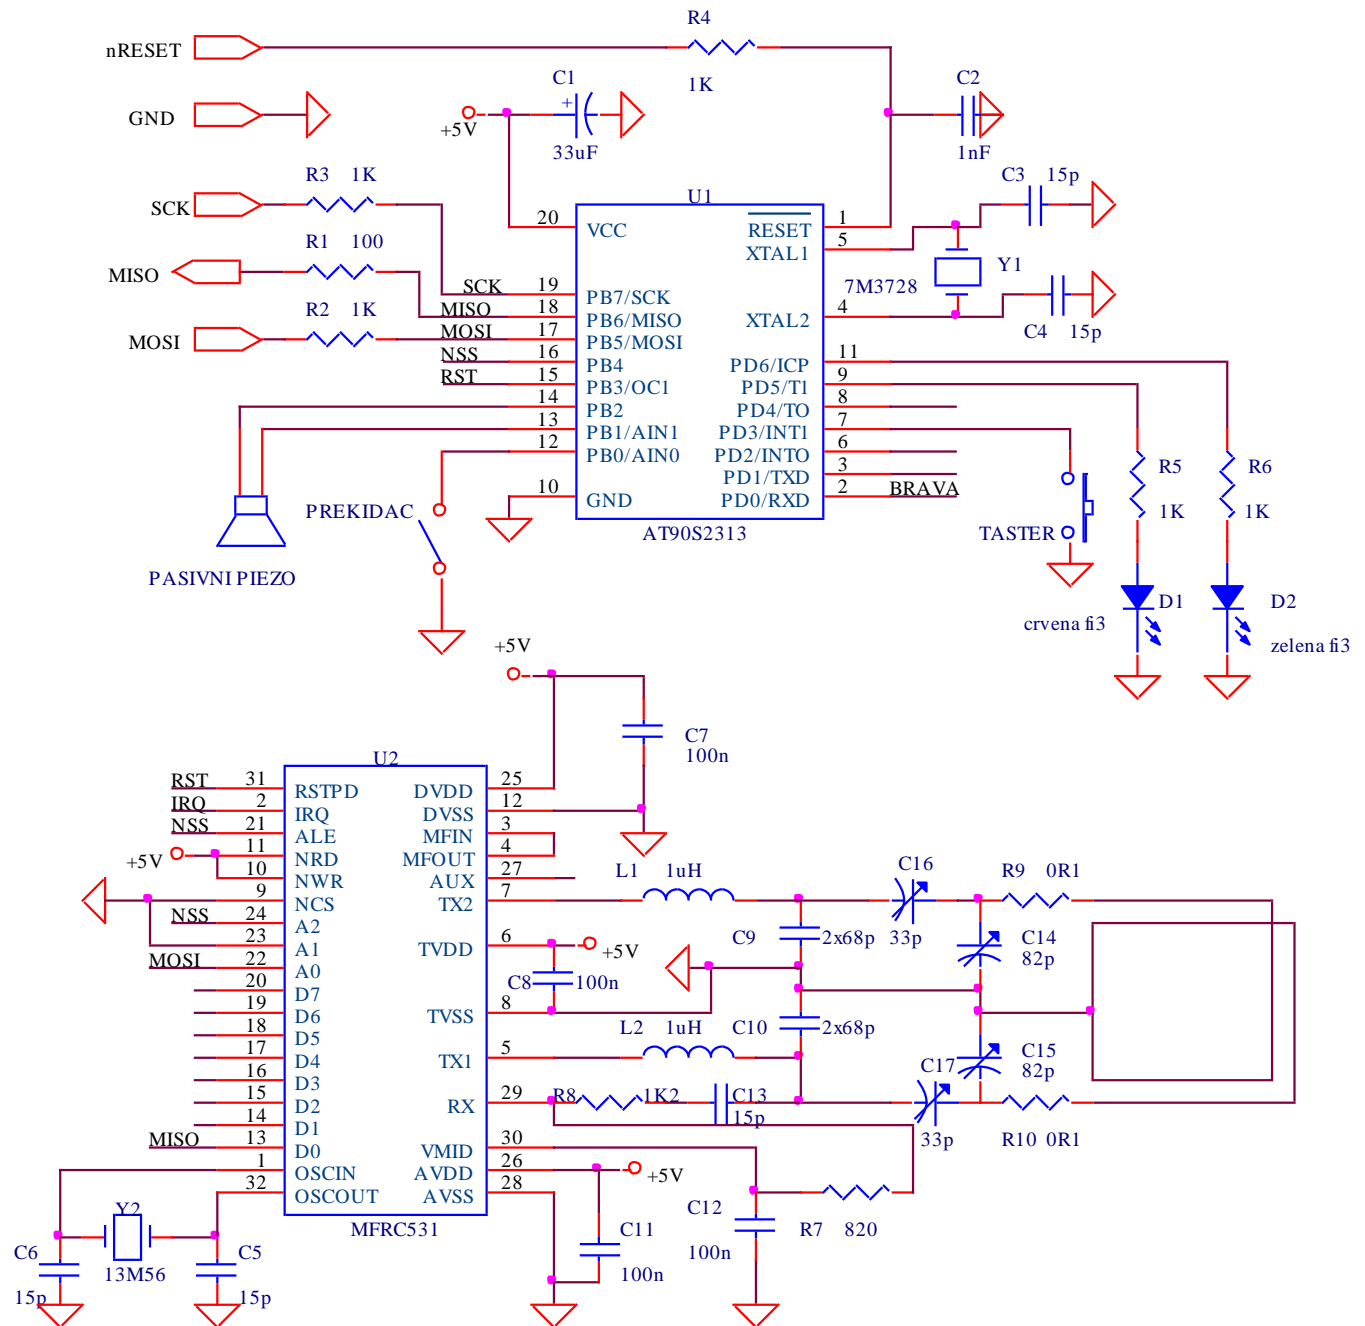 R4
nRESET
1K
C1
+
33uF
+5V
C2
1nF
GND
R3 1K
SCK
R1 100
MISO
R2 1K
MOSI
C3 15p
U1
20 VCC
RESET 1
XTAL1 5
Y1
7M3728
SCK 19 PB7/SCK
MISO 18 PB6/MISO
XTAL2 4
C4 15p
MOSI 17 PB5/MOSI
NSS 16 PB4
PD6/ICP 11
RST 15 PB3/OC1
PD5/T1 9
14 PB2
PD4/TO 8
13 PB1/AIN1
PD3/INT1 7
12 PB0/AIN0
PD2/INTO 6
PD1/TXD 3
10 GND
PD0/RXD 2 BRAVA
AT90S2313
R5
1K
R6
1K
PREKIDAC
TASTER
PASIVNI PIEZO
D1
crvena fi3
D2
zelena fi3
+5V
C7
100n
U2
RST 31 RSTPD
DVDD 25
IRQ 2 IRQ
DVSS 12
NSS 21 ALE
MFIN 3
+5V
11 NRD
MFOUT 4
10 NWR
AUX 27
9 NCS
TX2 7
L1 1uH
C16
33p
R9 0R1
NSS 24 A2
23 A1
TVDD 6
+5V
C9 2x68p
C14
82p
MOSI 22 A0
C8 100n
20 D7
19 D6
TVSS 8
18 D5
L2 1uH
C10 2x68p
17 D4
TX1 5
C15
82p
16 D3
C17
33p
15 D2
RX 29
R8 1K2
C13
15p
R10 0R1
14 D1
MISO 13 D0
VMID 30
1 OSCIN
AVDD 26
+5V
32 OSCOUT
AVSS 28
MFRC531
Y2
13M56
C6
15p
C5
15p
C11
100n
C12
100n
R7 820